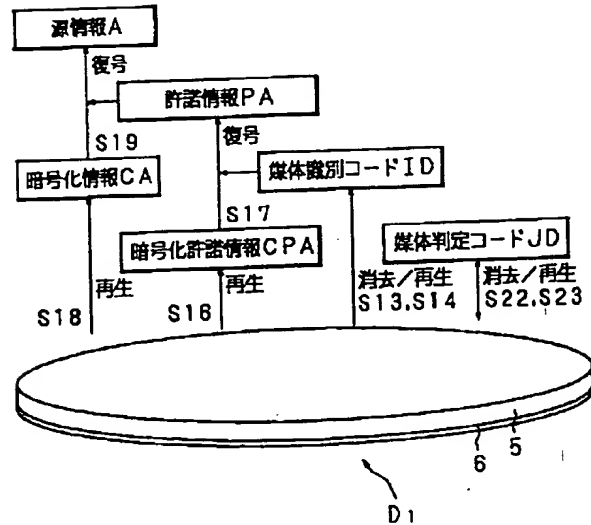 源情報A
復号
許諾情報PA
復号
S19
暗号化情報CA
媒体識別コードID
S17
暗号化許諾情報CPA
媒体判定コードJD
再生
再生
消去/再生
消去/再生
S18
S16
S13,S14
S22,S23
5
6
D1